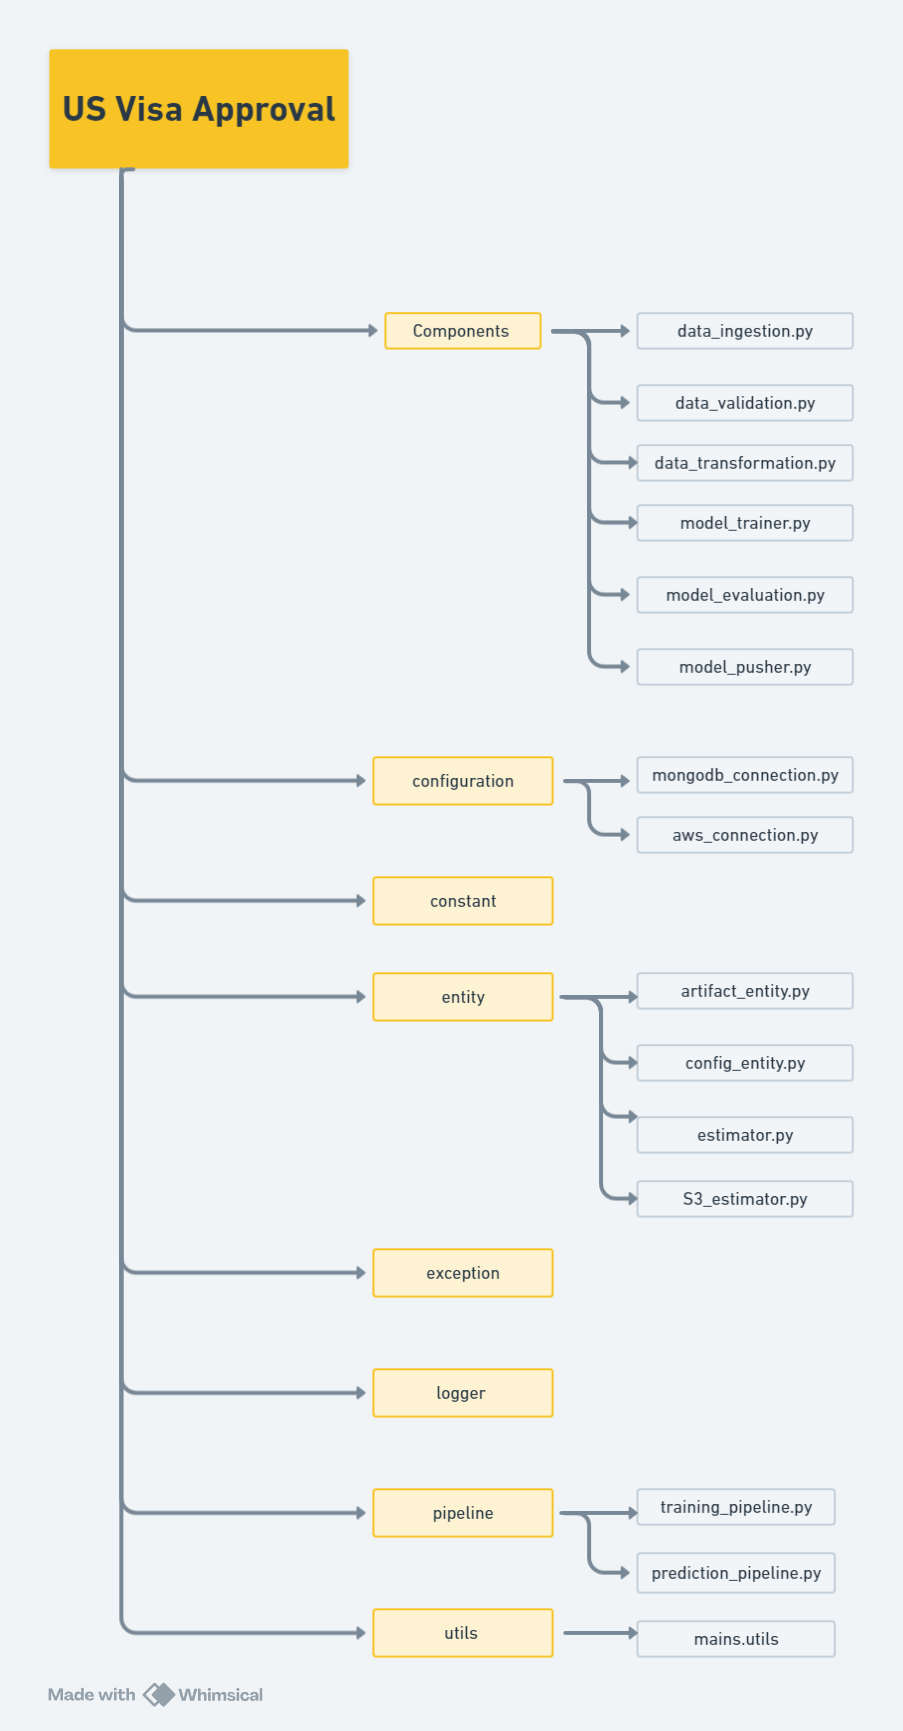 US Visa Approval
Components
data_ingestion.py
data_validation.py
data_transformation.py
model_trainer.py
model_evaluation.py
model_pusher.py
configuration
mongodb_connection.py
aws_connection.py
constant
entity
artifact_entity.py
config_entity.py
estimator.py
S3_estimator.py
exception
logger
pipeline
training_pipeline.py
prediction_pipeline.py
utils
mains.utils
Made with Whimsical